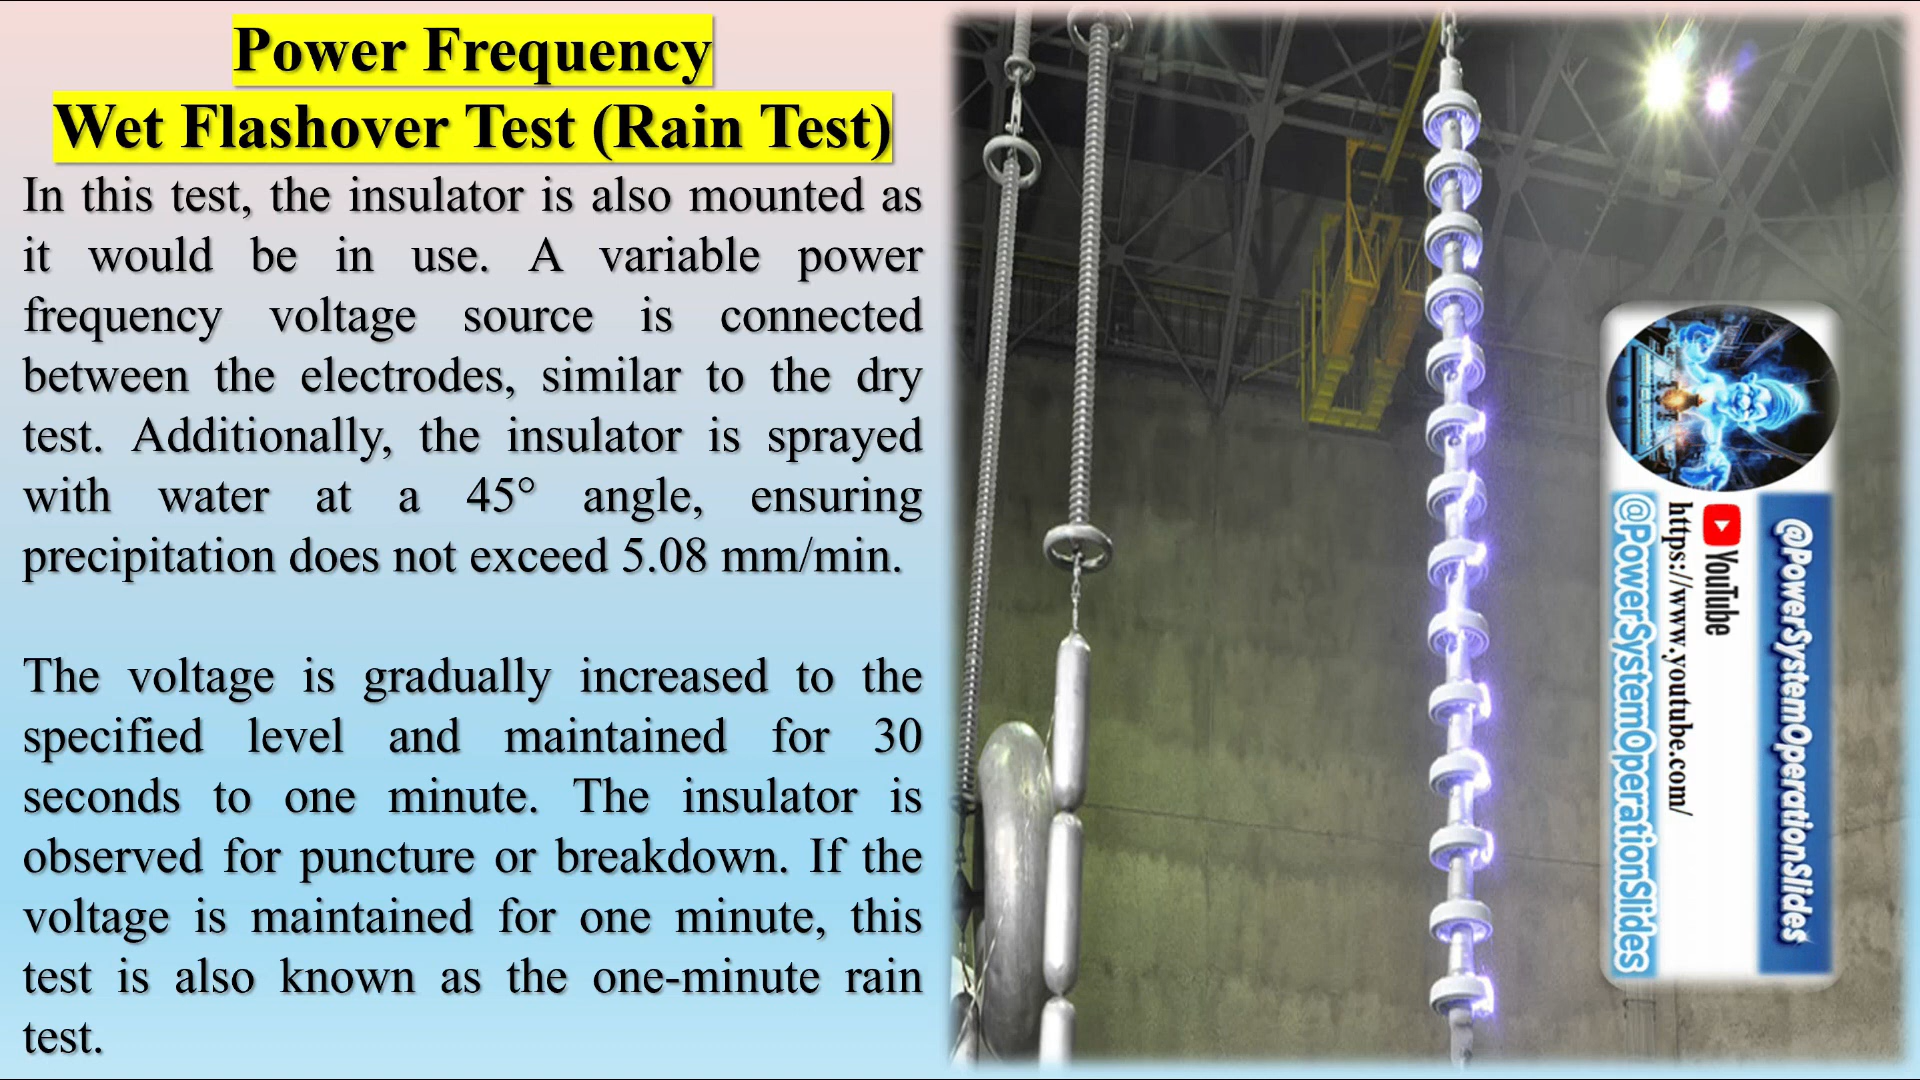 Power Frequency
Wet Flashover Test (Rain Test)
In this test, the insulator is also mounted as
it would be in use. A variable power
frequency voltage source is connected
between the electrodes, similar to the dry
test. Additionally, the insulator is sprayed
with water at a 45° angle, ensuring
precipitation does not exceed 5.08 mm/min.
The voltage is gradually increased to the
specified level and maintained for 30
seconds to one minute. The insulator is
observed for puncture or breakdown. If the
voltage is maintained for one minute, this
test is also known as the one-minute rain
test.
@PowerSystemOperationSlides
YouTube
https://www.youtube.com/
@PowerSystemOperationSlides